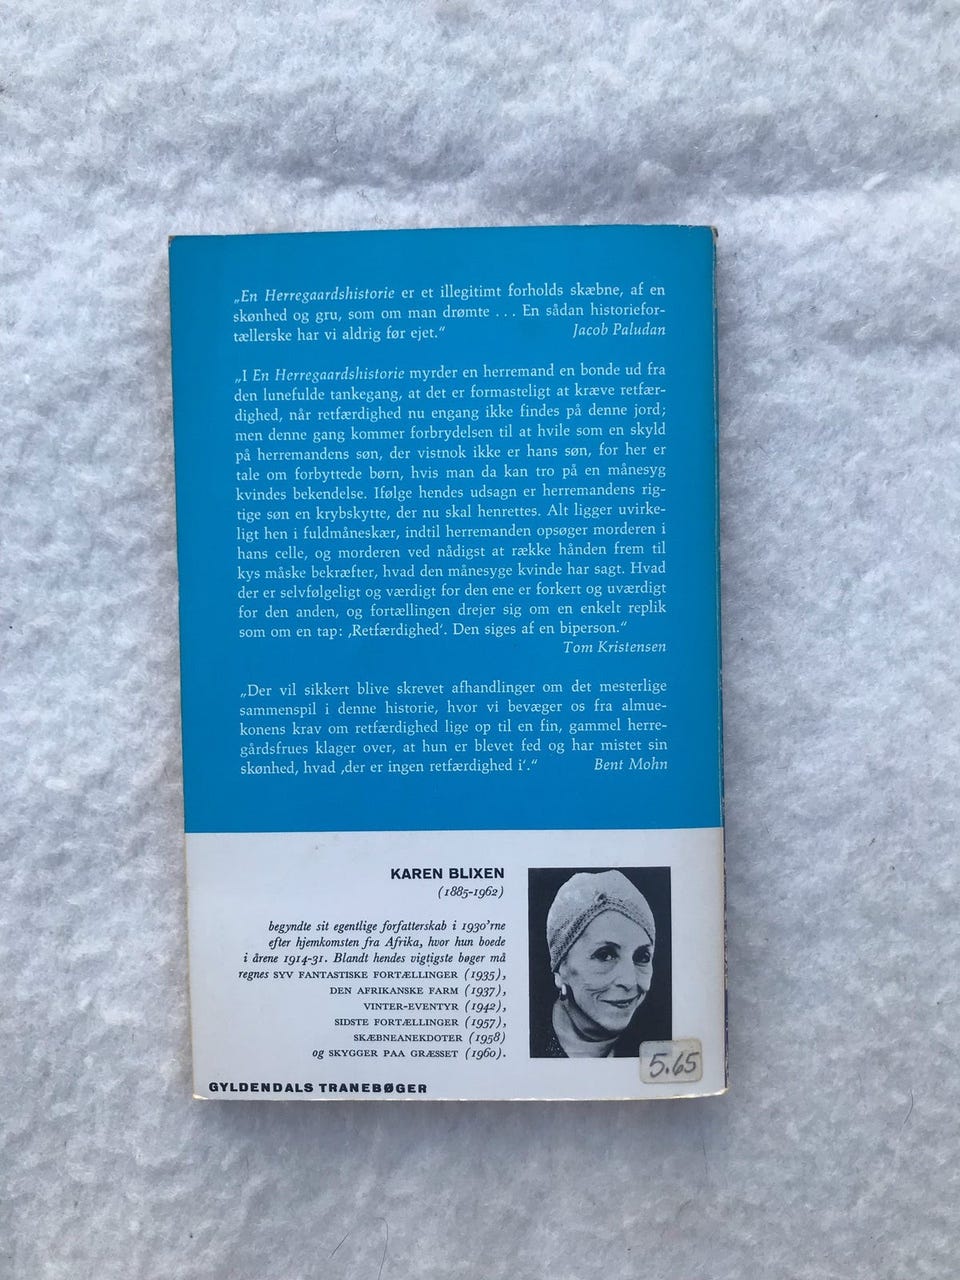 „En Herregaardshistorie er et illegitimt forholds skæbne, af en
skønhed og gru, som om man drømte . . . En sådan historiefor-
tællerske har vi aldrig før ejet.“ Jacob Paludan
„I En Herregaardshistorie myrder en herremand en bonde ud fra
den lunefulde tankegang, at det er formasteligt at kræve retfær-
dighed, når retfærdighed nu engang ikke findes på denne jord;
men denne gang kommer forbrydelsen til at hvile som en skyld
på herremandens søn, der vistnok ikke er hans søn, for her er
tale om forbyttede børn, hvis man da kan tro på en månesyg
kvindes bekendelse. Ifølge hendes udsagn er herremandens rig-
tige søn en krybskytte, der nu skal henrettes. Alt ligger uvirke-
ligt hen i fuldmåneskær, indtil herremanden opsøger morderen i
hans celle, og morderen ved nådigst at række hånden frem til
kys måske bekræfter, hvad den månesyge kvinde har sagt. Hvad
der er selvfølgeligt og værdigt for den ene er forkert og uværdigt
for den anden, og fortællingen drejer sig om en enkelt replik
som om en tap: ‚Retfærdighed‘. Den siges af en biperson.“
Tom Kristensen
„Der vil sikkert blive skrevet afhandlinger om det mesterlige
sammenspil i denne historie, hvor vi bevæger os fra almue-
konens krav om retfærdighed lige op til en fin, gammel herre-
gårdsfrues klager over, at hun er blevet fed og har mistet sin
skønhed, hvad ‚der er ingen retfærdighed i‘.“ Bent Mohn
KAREN BLIXEN
(1885-1962)
begyndte sit egentlige forfatterskab i 1930'rne
efter hjemkomsten fra Afrika, hvor hun boede
i årene 1914-31. Blandt hendes vigtigste bøger må
regnes SYV FANTASTISKE FORTÆLLINGER (1935),
DEN AFRIKANSKE FARM (1937),
VINTER-EVENTYR (1942),
SIDSTE FORTÆLLINGER (1957),
SKÆBNEANEKDOTER (1958)
og SKYGGER PAA GRÆSSET (1960).
5.65
GYLDENDALS TRANEBØGER